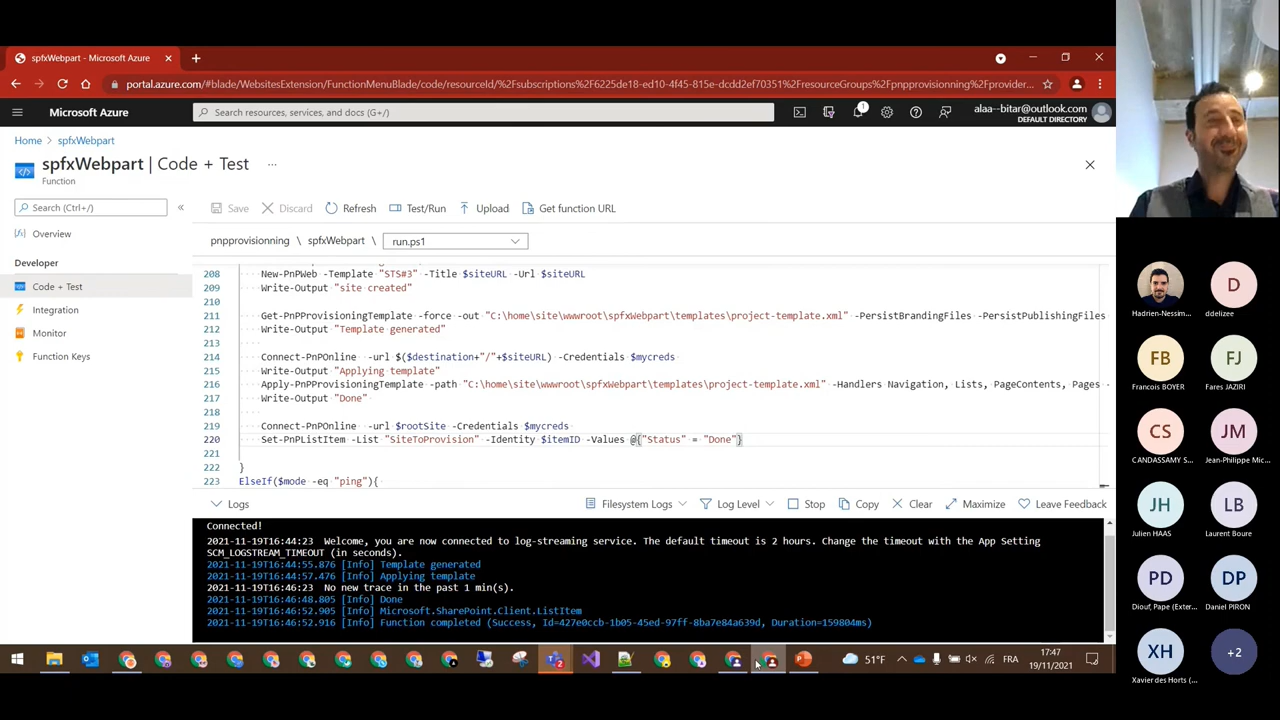 spfxWebpart - Microsoft Azure
portal.azure.com/#blade/WebsitesExtension/FunctionMenuBlade/code/resourceId/%2Fsubscriptions%2F6225de18-ed10-4f45-815e-dcdd2ef70351%2FresourceGroups%2Fpnpprovisionning%2Fprovider...
Microsoft Azure
Search resources, services, and docs (G+/)
1
alaa--bitar@outlook.com
DEFAULT DIRECTORY
Home > spfxWebpart
spfxWebpart | Code + Test ...
Function
Search (Ctrl+/) «
Save Discard Refresh Test/Run Upload Get function URL
Overview
Developer
Code + Test
Integration
Monitor
Function Keys
pnpprovisionning \ spfxWebpart \ run.ps1
208 New-PnPWeb -Template "STS#3" -Title $siteURL -Url $siteURL
209 Write-Output "site created"
210
211 Get-PnPProvisioningTemplate -force -out "C:\home\site\wwwroot\spfxWebpart\templates\project-template.xml" -PersistBrandingFiles -PersistPublishingFiles
212 Write-Output "Template generated"
213
214 Connect-PnPOnline -url $($destination+"/"+$siteURL) -Credentials $mycreds
215 Write-Output "Applying template"
216 Apply-PnPProvisioningTemplate -path "C:\home\site\wwwroot\spfxWebpart\templates\project-template.xml" -Handlers Navigation, Lists, PageContents, Pages -
217 Write-Output "Done"
218
219 Connect-PnPOnline -url $rootSite -Credentials $mycreds
220 Set-PnPListItem -List "SiteToProvision" -Identity $itemID -Values @{"Status" = "Done"}
221
222 }
223 ElseIf($mode -eq "ping"){
Logs Filesystem Logs Log Level Stop Copy Clear Maximize Leave Feedback
Connected!
2021-11-19T16:44:23 Welcome, you are now connected to log-streaming service. The default timeout is 2 hours. Change the timeout with the App Setting
SCM_LOGSTREAM_TIMEOUT (in seconds).
2021-11-19T16:44:55.876 [Info] Template generated
2021-11-19T16:44:57.476 [Info] Applying template
2021-11-19T16:46:23 No new trace in the past 1 min(s).
2021-11-19T16:46:48.805 [Info] Done
2021-11-19T16:46:52.905 [Info] Microsoft.SharePoint.Client.ListItem
2021-11-19T16:46:52.916 [Info] Function completed (Success, Id=427e0ccb-1b05-45ed-97ff-8ba7e84a639d, Duration=159804ms)
51°F FRA
17:47
19/11/2021
Hadrien-Nessim...
D
ddelizee
FB
Francois BOYER
FJ
Fares JAZIRI
CS
CANDASSAMY S...
JM
Jean-Philippe Mic...
JH
Julien HAAS
LB
Laurent Boure
PD
Diouf, Pape (Exter...
DP
Daniel PIRON
XH
Xavier des Horts (...
+2